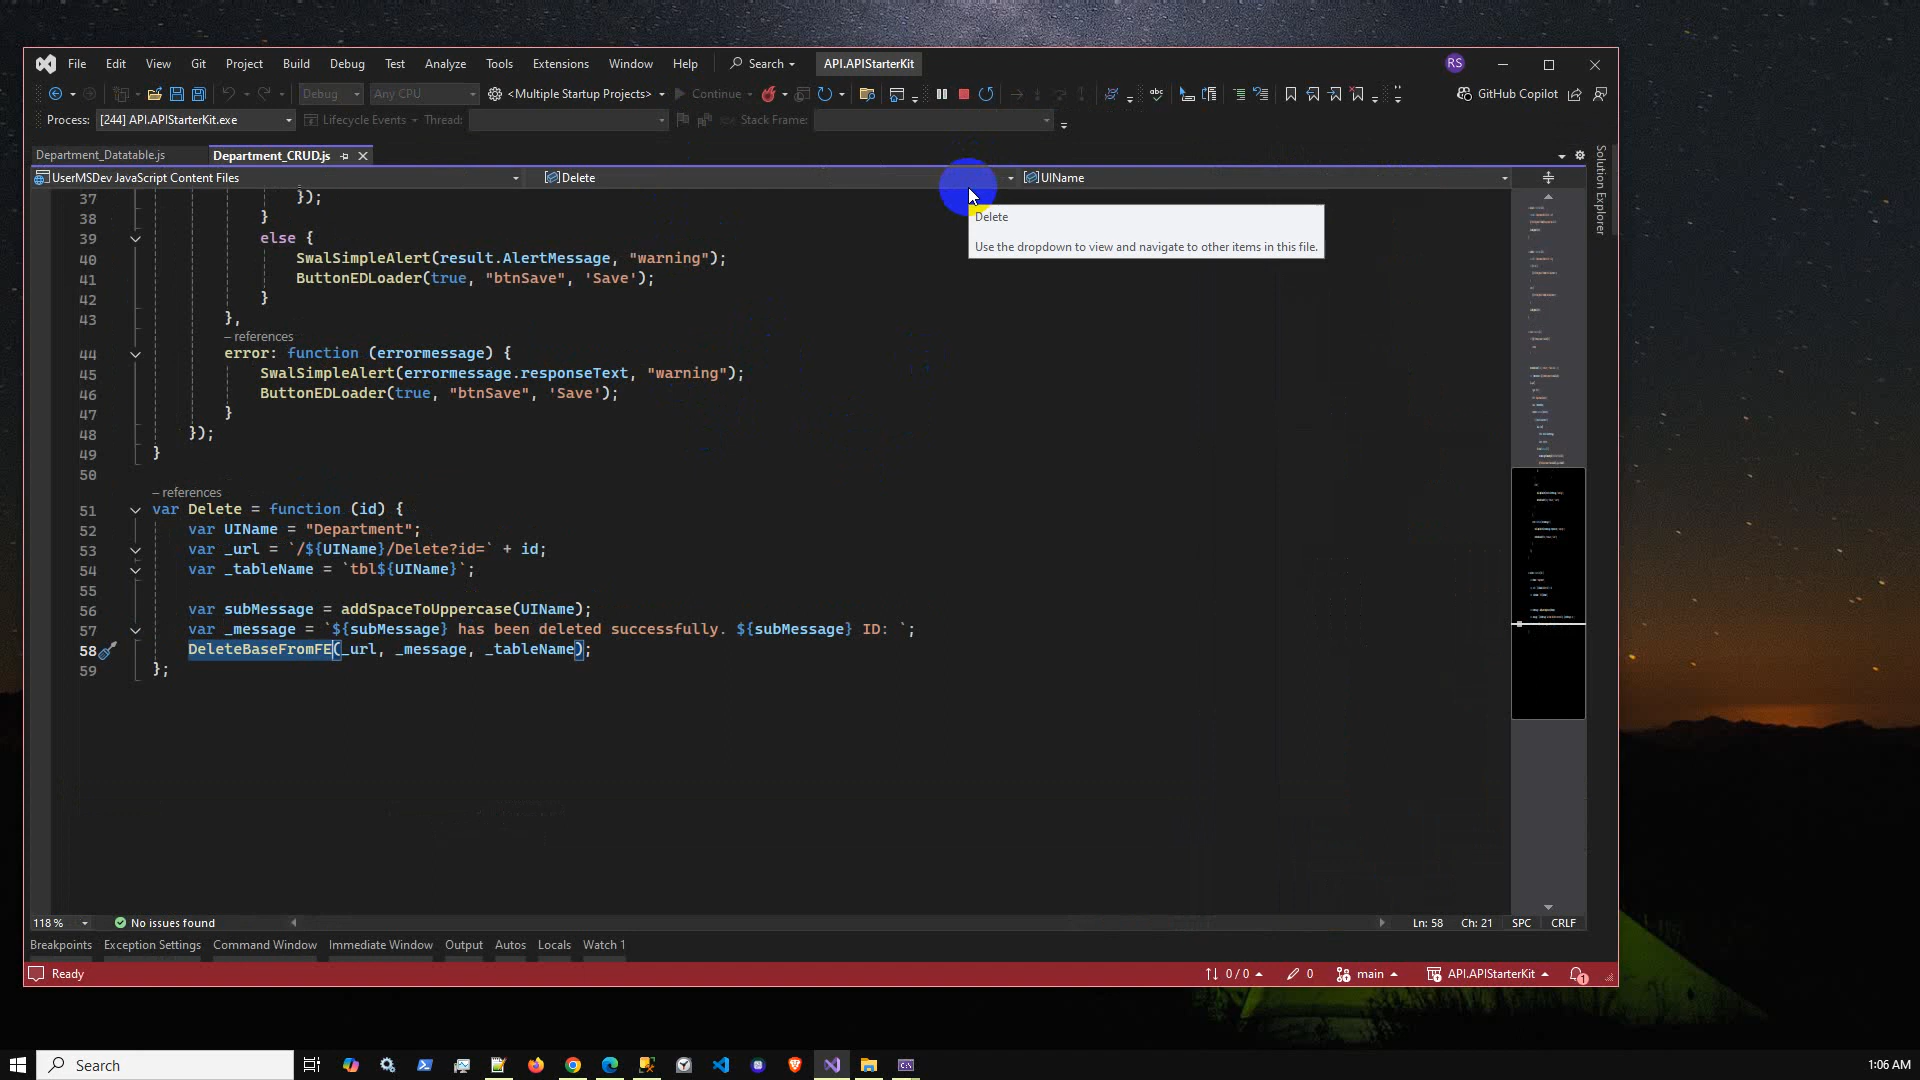 File Edit View Git Project Build Debug Test Analyze Tools Extensions Window Help Search API.APIStarterKit RS
Debug Any CPU <Multiple Startup Projects> Continue GitHub Copilot
Process: [244] API.APIStarterKit.exe Lifecycle Events Thread: Stack Frame:
Department_Datatable.js Department_CRUD.js
UserMSDev JavaScript Content Files Delete UIName
Solution Explorer
Delete
Use the dropdown to view and navigate to other items in this file.
37 });
38 }
39 else {
40 SwalSimpleAlert(result.AlertMessage, "warning");
41 ButtonEDLoader(true, "btnSave", 'Save');
42 }
43 },
– references
44 error: function (errormessage) {
45 SwalSimpleAlert(errormessage.responseText, "warning");
46 ButtonEDLoader(true, "btnSave", 'Save');
47 }
48 });
49 }
50
– references
51 var Delete = function (id) {
52 var UIName = "Department";
53 var _url = `/${UIName}/Delete?id=` + id;
54 var _tableName = `tbl${UIName}`;
55
56 var subMessage = addSpaceToUppercase(UIName);
57 var _message = `${subMessage} has been deleted successfully. ${subMessage} ID: `;
58 DeleteBaseFromFE(_url, _message, _tableName);
59 };
118 % No issues found Ln: 58 Ch: 21 SPC CRLF
Breakpoints Exception Settings Command Window Immediate Window Output Autos Locals Watch 1
Ready 0 / 0 0 main API.APIStarterKit 1
Search 1:06 AM